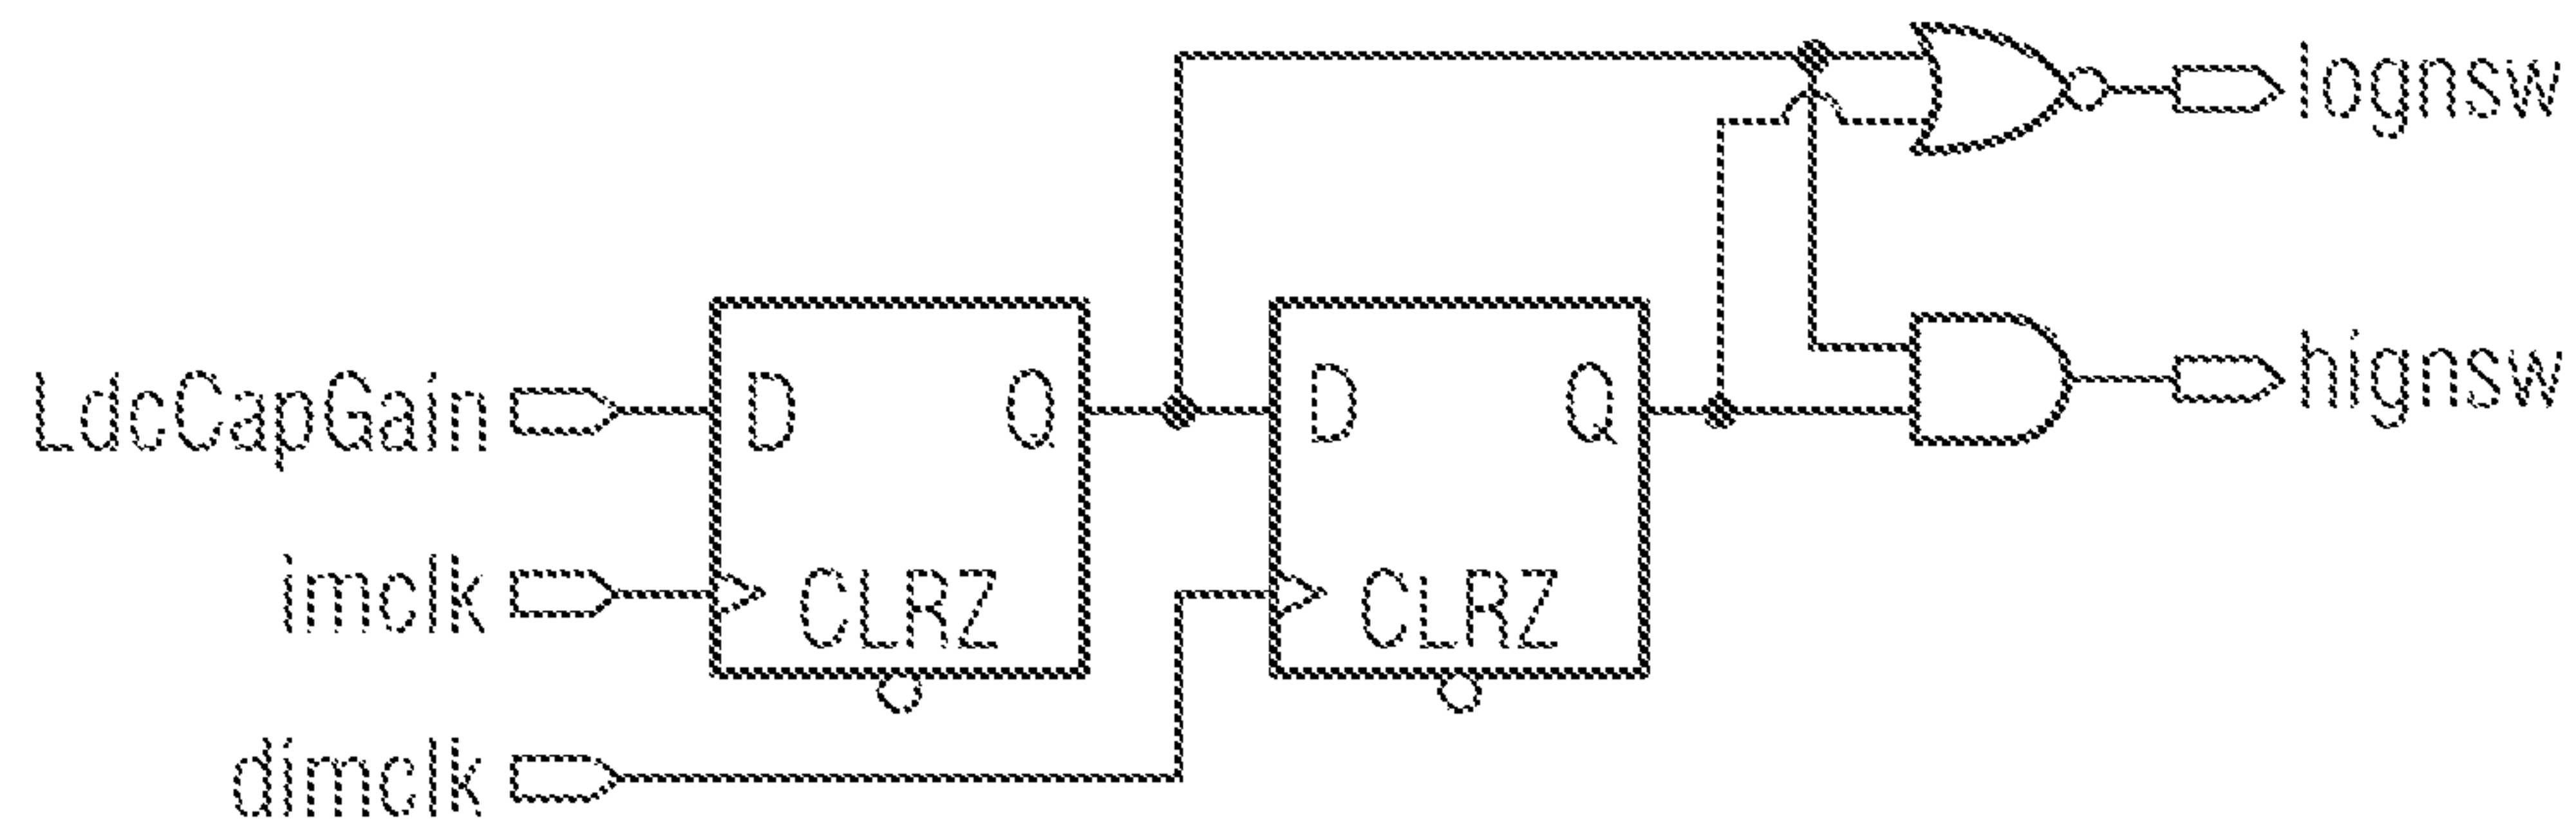 lognsw
D Q D Q hignsw
LdcCapGain
imclk CLRZ CLRZ
dimclk